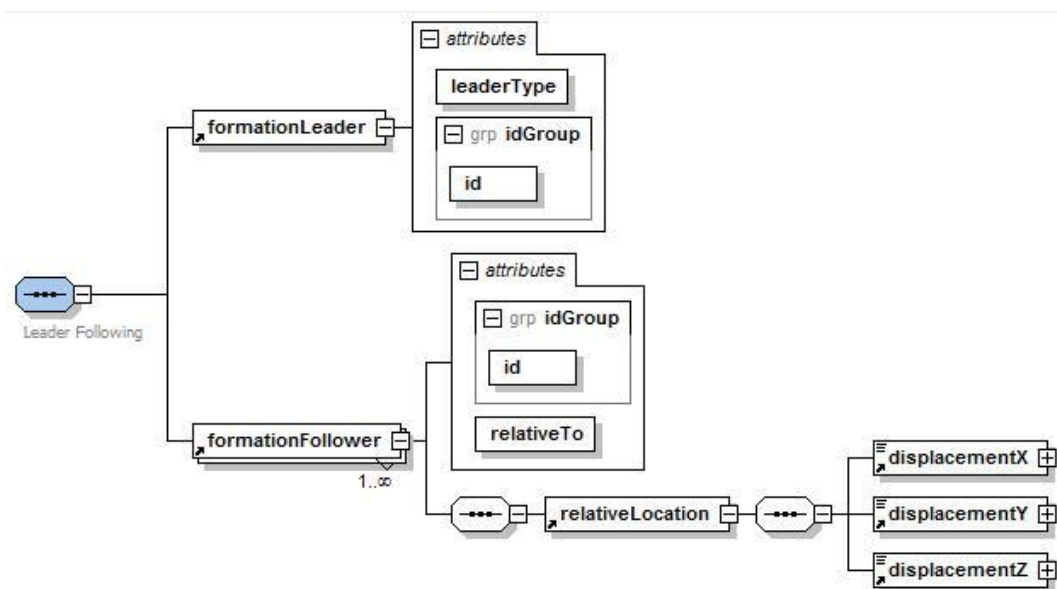 attributes
leaderType
formationLeader
grp idGroup
id
Leader Following
attributes
grp idGroup
id
relativeTo
formationFollower
1..∞
relativeLocation
displacementX
displacementY
displacementZ